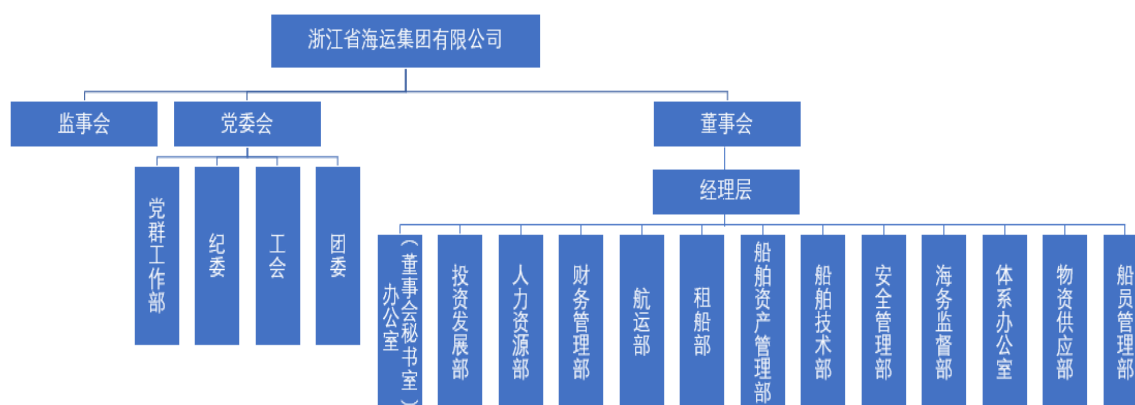 浙江省海运集团有限公司
监事会
党委会
董事会
经理层
党群工作部
纪委
工会
团委
办公室
（董事会秘书室）
投资发展部
人力资源部
财务管理部
航运部
租船部
船舶资产管理部
船舶技术部
安全管理部
海务监督部
体系办公室
物资供应部
船员管理部